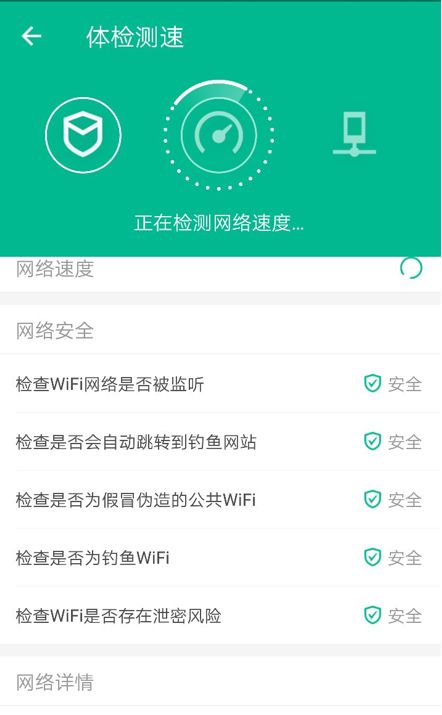 体检测速
正在检测网络速度...
网络速度
网络安全
检查WiFi网络是否被监听
安全
检查是否会自动跳转到钓鱼网站
安全
检查是否为假冒伪造的公共WiFi
安全
检查是否为钓鱼WiFi
安全
检查WiFi是否存在泄密风险
安全
网络详情